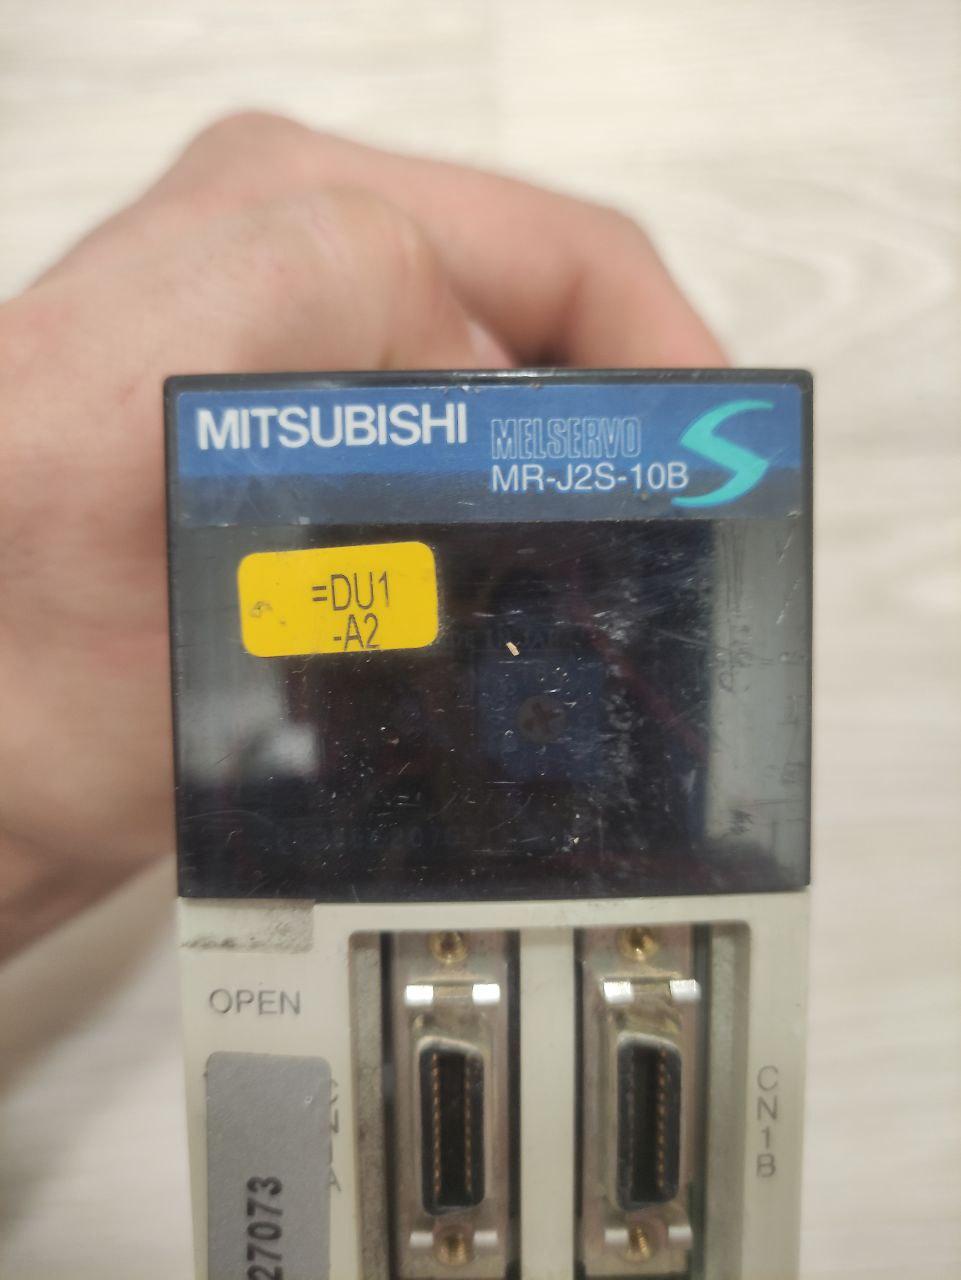 MITSUBISHI
MELSERVO
MR-J2S-10B
=DU1
-A2
OPEN
CN1B
27073